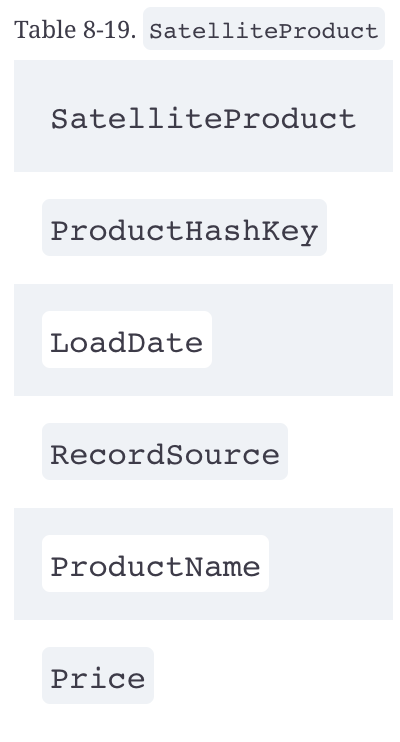 Table 8-19. SatelliteProduct
SatelliteProduct
ProductHashKey
LoadDate
RecordSource
ProductName
Price